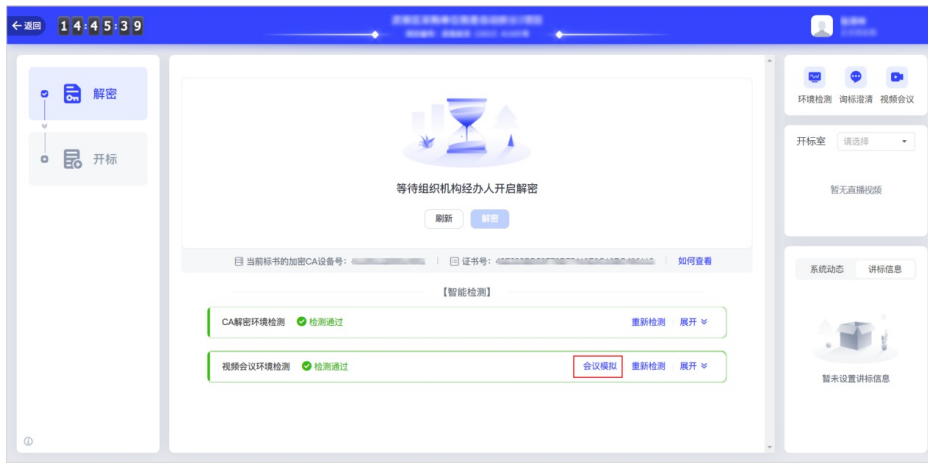 返回 14:45:39
解密
开标
等待组织机构经办人开启解密
刷新 解密
当前标书的加密CA设备号： 证书号： 如何查看
【智能检测】
CA解密环境检测 检测通过 重新检测 展开
视频会议环境检测 检测通过 会议模拟 重新检测 展开
环境检测 询标澄清 视频会议
开标室 请选择
暂无直播视频
系统动态 讲标信息
暂未设置讲标信息